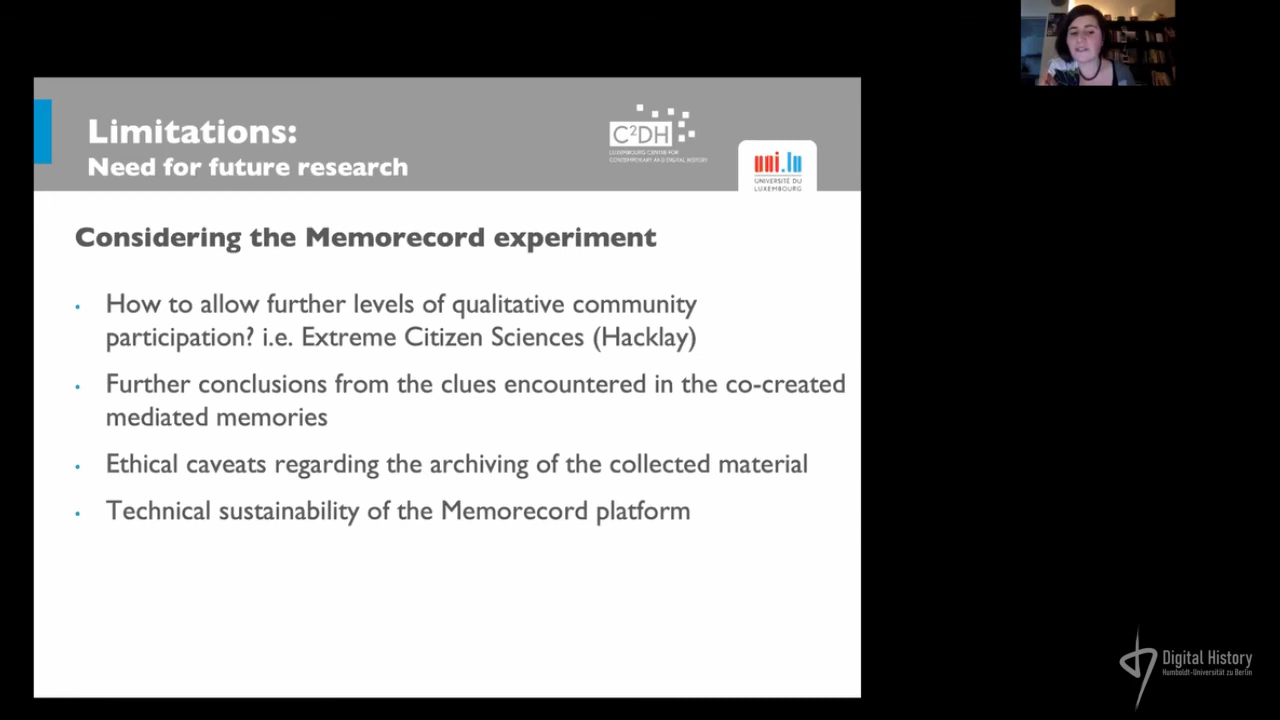 Limitations:
Need for future research
C²DH
LUXEMBOURG CENTRE FOR
CONTEMPORARY AND DIGITAL HISTORY
uni.lu
UNIVERSITÉ DU
LUXEMBOURG
Considering the Memorecord experiment
• How to allow further levels of qualitative community
participation? i.e. Extreme Citizen Sciences (Hacklay)
• Further conclusions from the clues encountered in the co-created
mediated memories
• Ethical caveats regarding the archiving of the collected material
• Technical sustainability of the Memorecord platform
Digital History
Humboldt-Universität zu Berlin